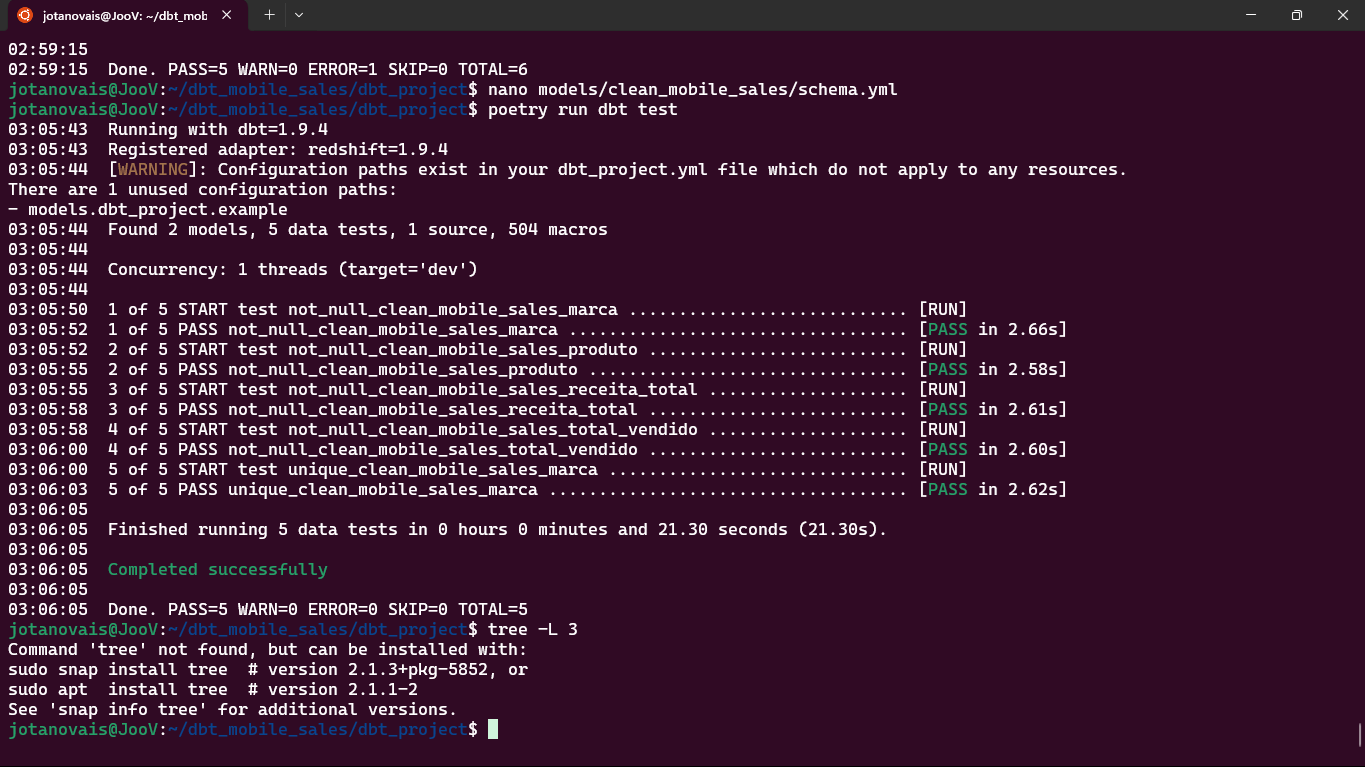 jotanovais@JooV: ~/dbt_mob
02:59:15
02:59:15  Done. PASS=5 WARN=0 ERROR=1 SKIP=0 TOTAL=6
jotanovais@JooV:~/dbt_mobile_sales/dbt_project$ nano models/clean_mobile_sales/schema.yml
jotanovais@JooV:~/dbt_mobile_sales/dbt_project$ poetry run dbt test
03:05:43  Running with dbt=1.9.4
03:05:43  Registered adapter: redshift=1.9.4
03:05:44  [WARNING]: Configuration paths exist in your dbt_project.yml file which do not apply to any resources.
There are 1 unused configuration paths:
- models.dbt_project.example
03:05:44  Found 2 models, 5 data tests, 1 source, 504 macros
03:05:44
03:05:44  Concurrency: 1 threads (target='dev')
03:05:44
03:05:50  1 of 5 START test not_null_clean_mobile_sales_marca ............................ [RUN]
03:05:52  1 of 5 PASS not_null_clean_mobile_sales_marca .................................. [PASS in 2.66s]
03:05:52  2 of 5 START test not_null_clean_mobile_sales_produto .......................... [RUN]
03:05:55  2 of 5 PASS not_null_clean_mobile_sales_produto ................................ [PASS in 2.58s]
03:05:55  3 of 5 START test not_null_clean_mobile_sales_receita_total .................... [RUN]
03:05:58  3 of 5 PASS not_null_clean_mobile_sales_receita_total .......................... [PASS in 2.61s]
03:05:58  4 of 5 START test not_null_clean_mobile_sales_total_vendido .................... [RUN]
03:06:00  4 of 5 PASS not_null_clean_mobile_sales_total_vendido .......................... [PASS in 2.60s]
03:06:00  5 of 5 START test unique_clean_mobile_sales_marca .............................. [RUN]
03:06:03  5 of 5 PASS unique_clean_mobile_sales_marca .................................... [PASS in 2.62s]
03:06:05
03:06:05  Finished running 5 data tests in 0 hours 0 minutes and 21.30 seconds (21.30s).
03:06:05
03:06:05  Completed successfully
03:06:05
03:06:05  Done. PASS=5 WARN=0 ERROR=0 SKIP=0 TOTAL=5
jotanovais@JooV:~/dbt_mobile_sales/dbt_project$ tree -L 3
Command 'tree' not found, but can be installed with:
sudo snap install tree  # version 2.1.3+pkg-5852, or
sudo apt  install tree  # version 2.1.1-2
See 'snap info tree' for additional versions.
jotanovais@JooV:~/dbt_mobile_sales/dbt_project$